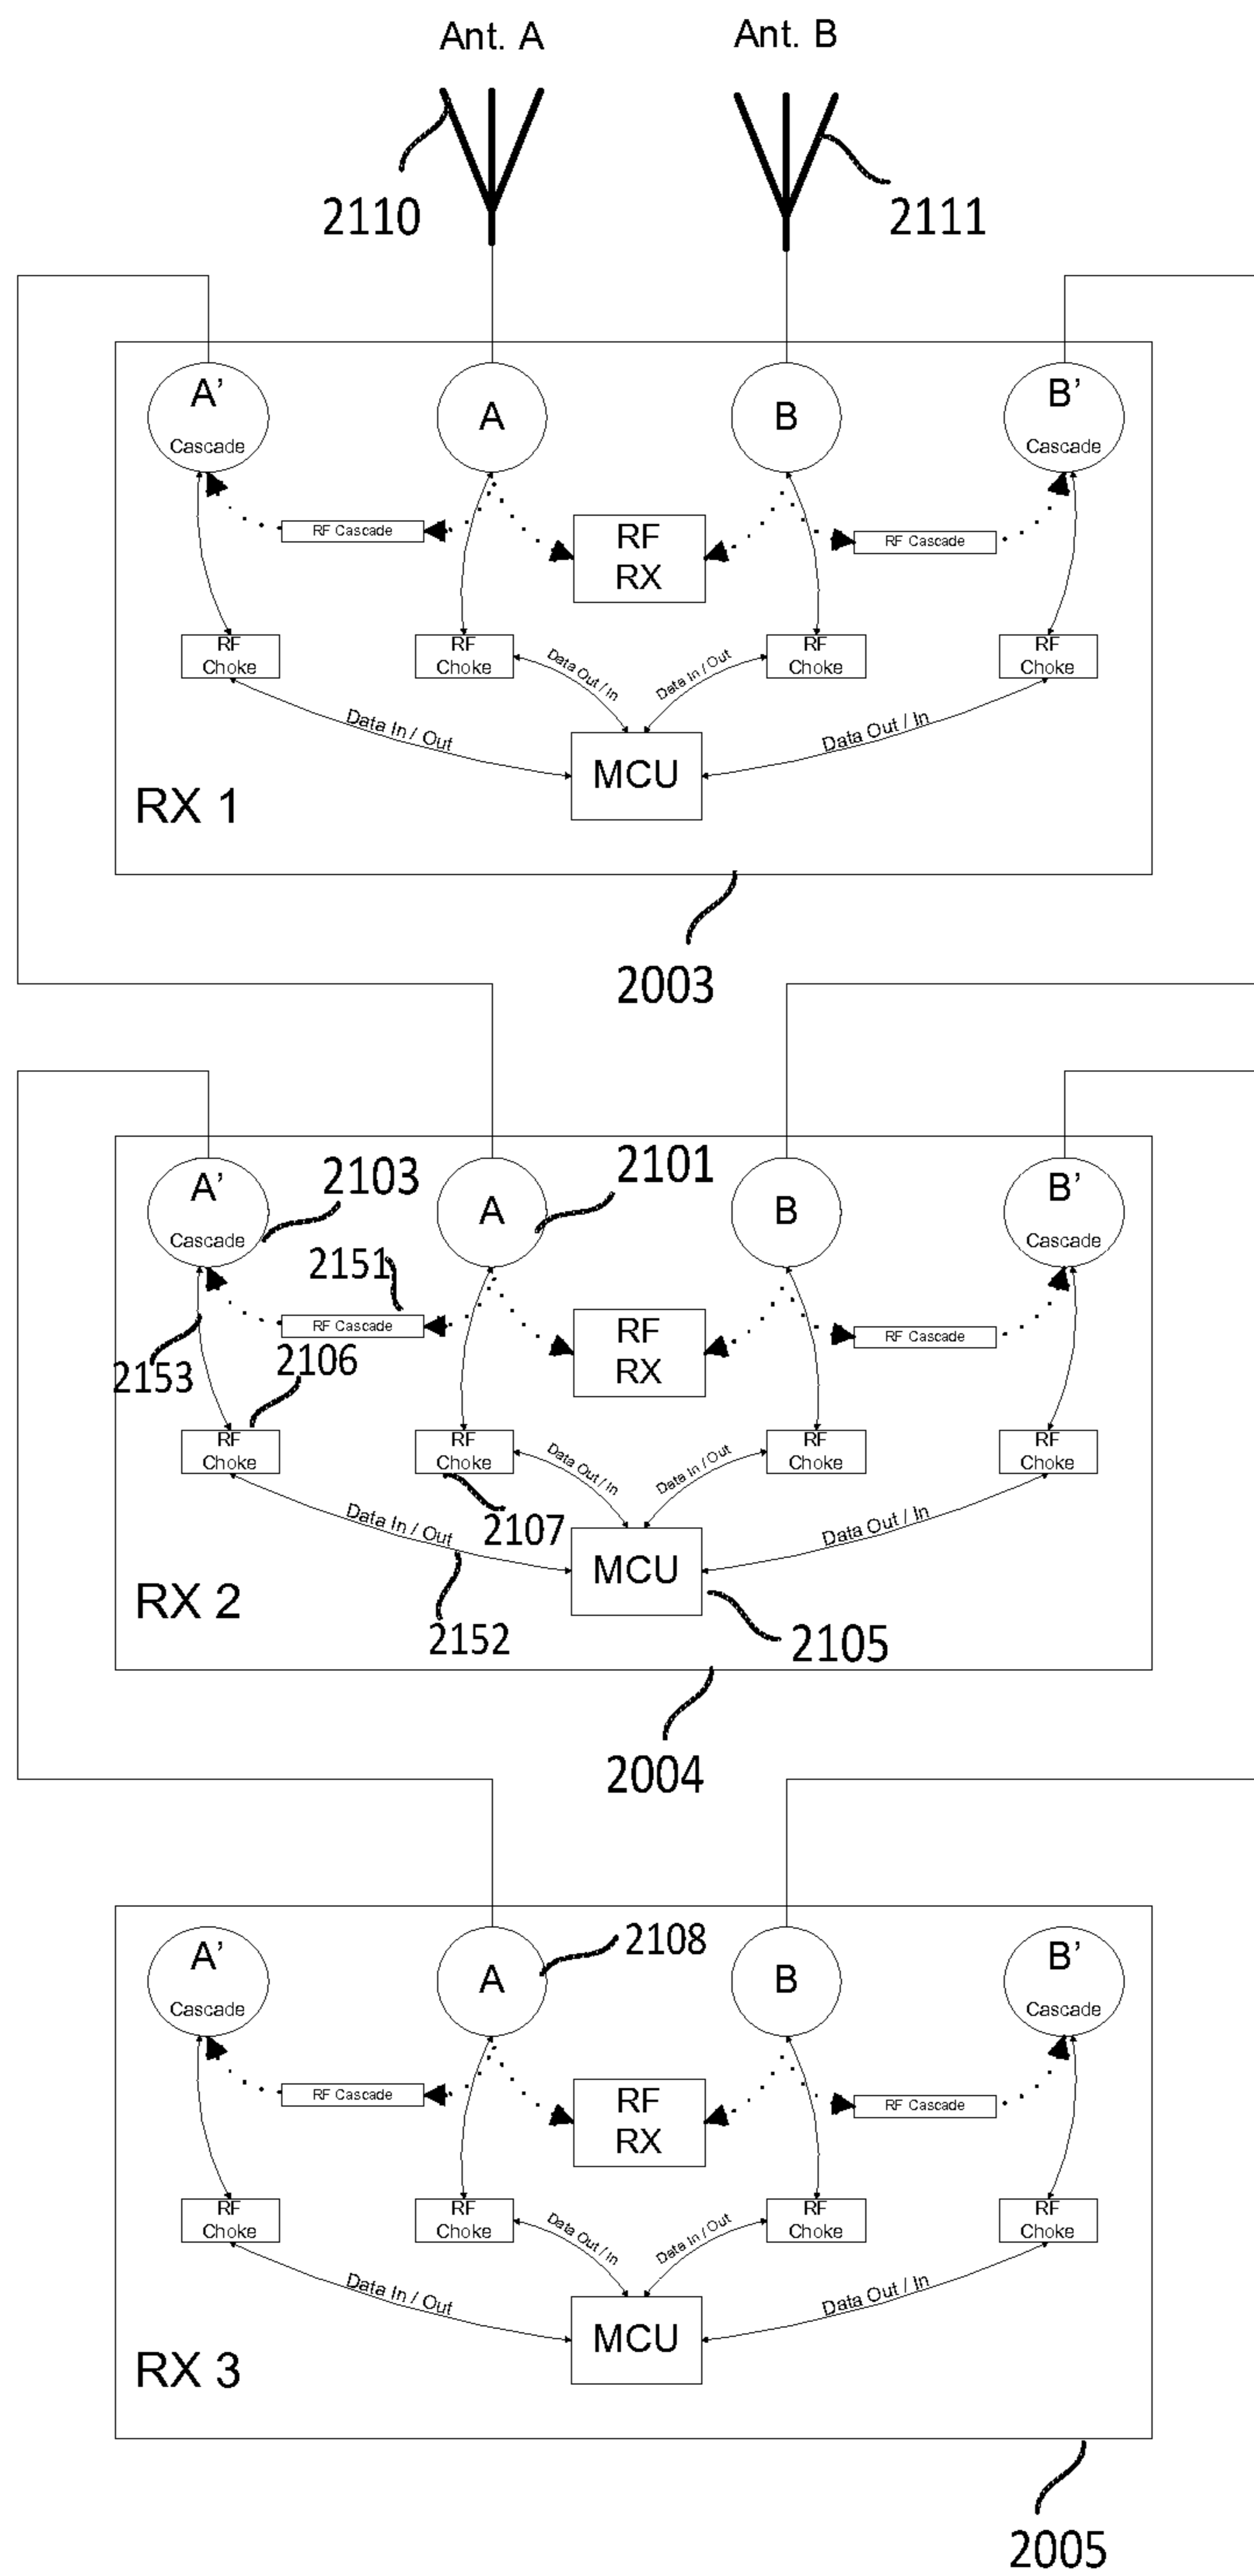 Ant. A
Ant. B
2110
2111
A’
Cascade
A
B
B’
Cascade
RF Cascade
RF
RX
RF Cascade
RF
Choke
RF
Choke
RF
Choke
RF
Choke
Data Out / In
Data In / Out
Data In / Out
Data Out / In
MCU
RX 1
2003
A’
Cascade
2103
A
2101
B
B’
Cascade
2151
RF Cascade
RF
RX
RF Cascade
2153
2106
RF
Choke
RF
Choke
RF
Choke
RF
Choke
Data Out / In
Data In / Out
Data In / Out
2107
Data Out / In
MCU
RX 2
2152
2105
2004
A’
Cascade
A
2108
B
B’
Cascade
RF Cascade
RF
RX
RF Cascade
RF
Choke
RF
Choke
RF
Choke
RF
Choke
Data Out / In
Data In / Out
Data In / Out
Data Out / In
MCU
RX 3
2005